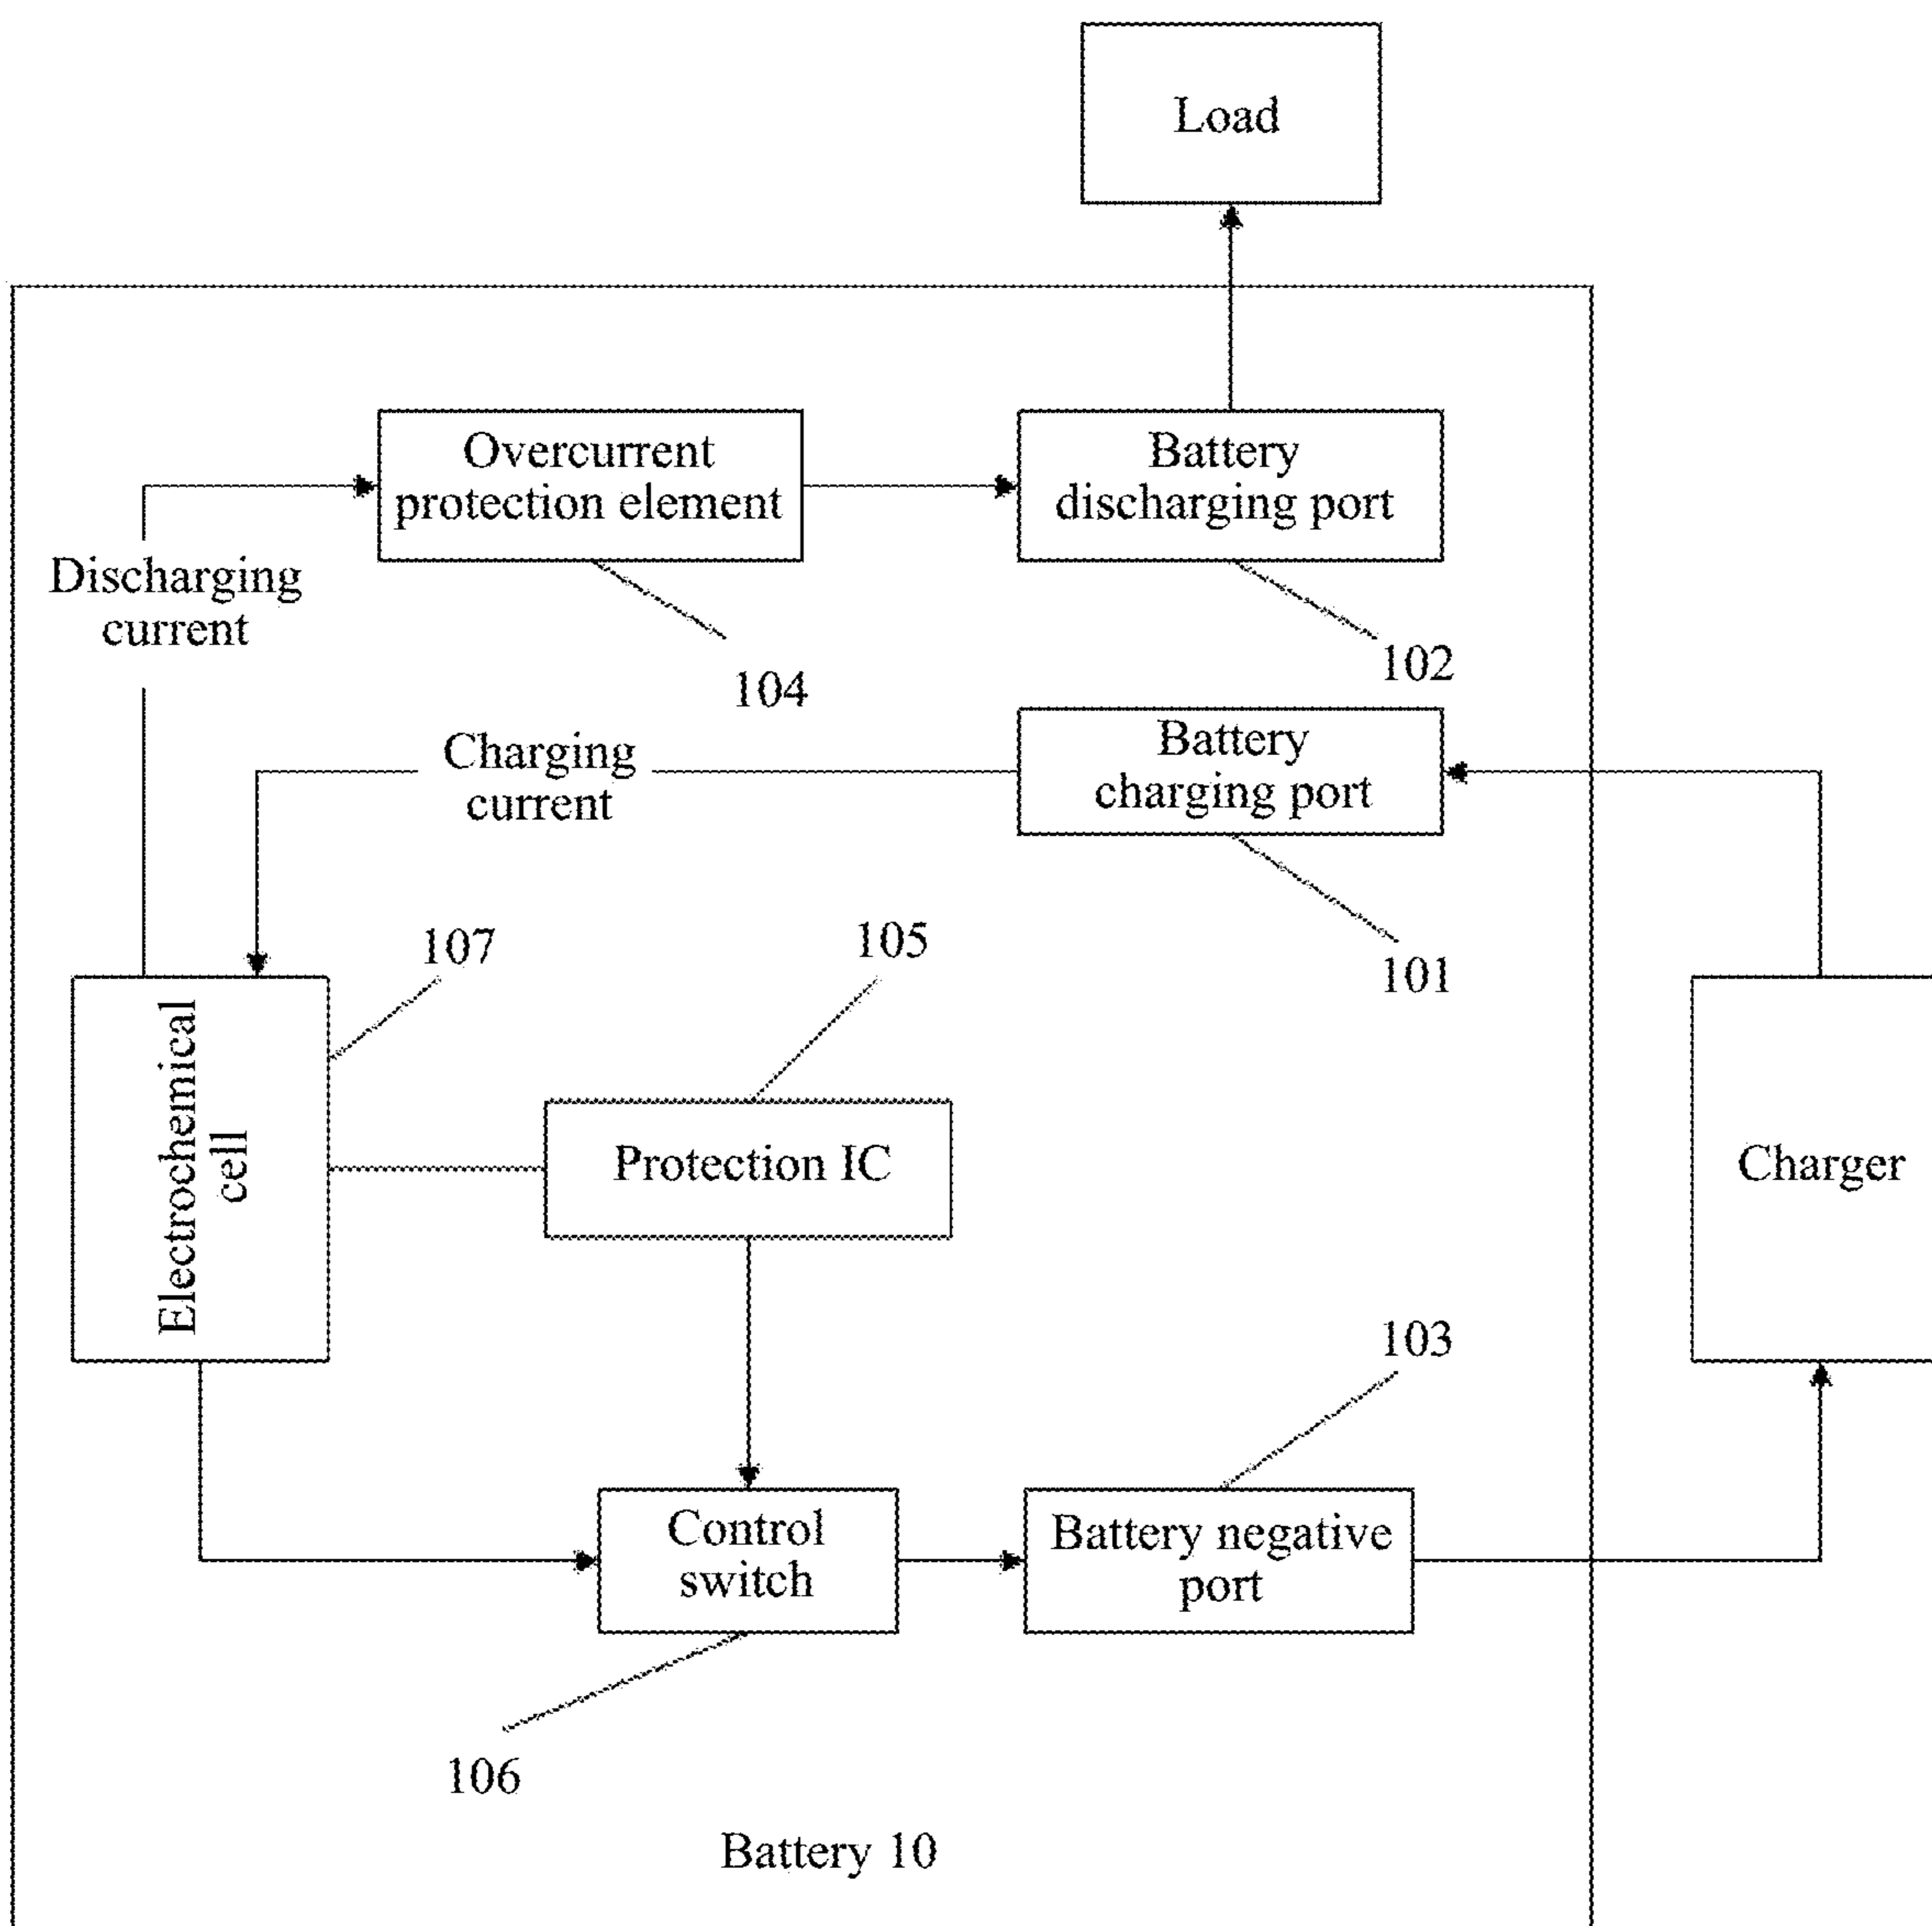 Load
Overcurrent
protection element
Battery
discharging port
Discharging
current
104
102
Charging
current
Battery
charging port
107
105
101
Electrochemical
cell
Protection IC
Charger
103
Control
switch
Battery negative
port
106
Battery 10